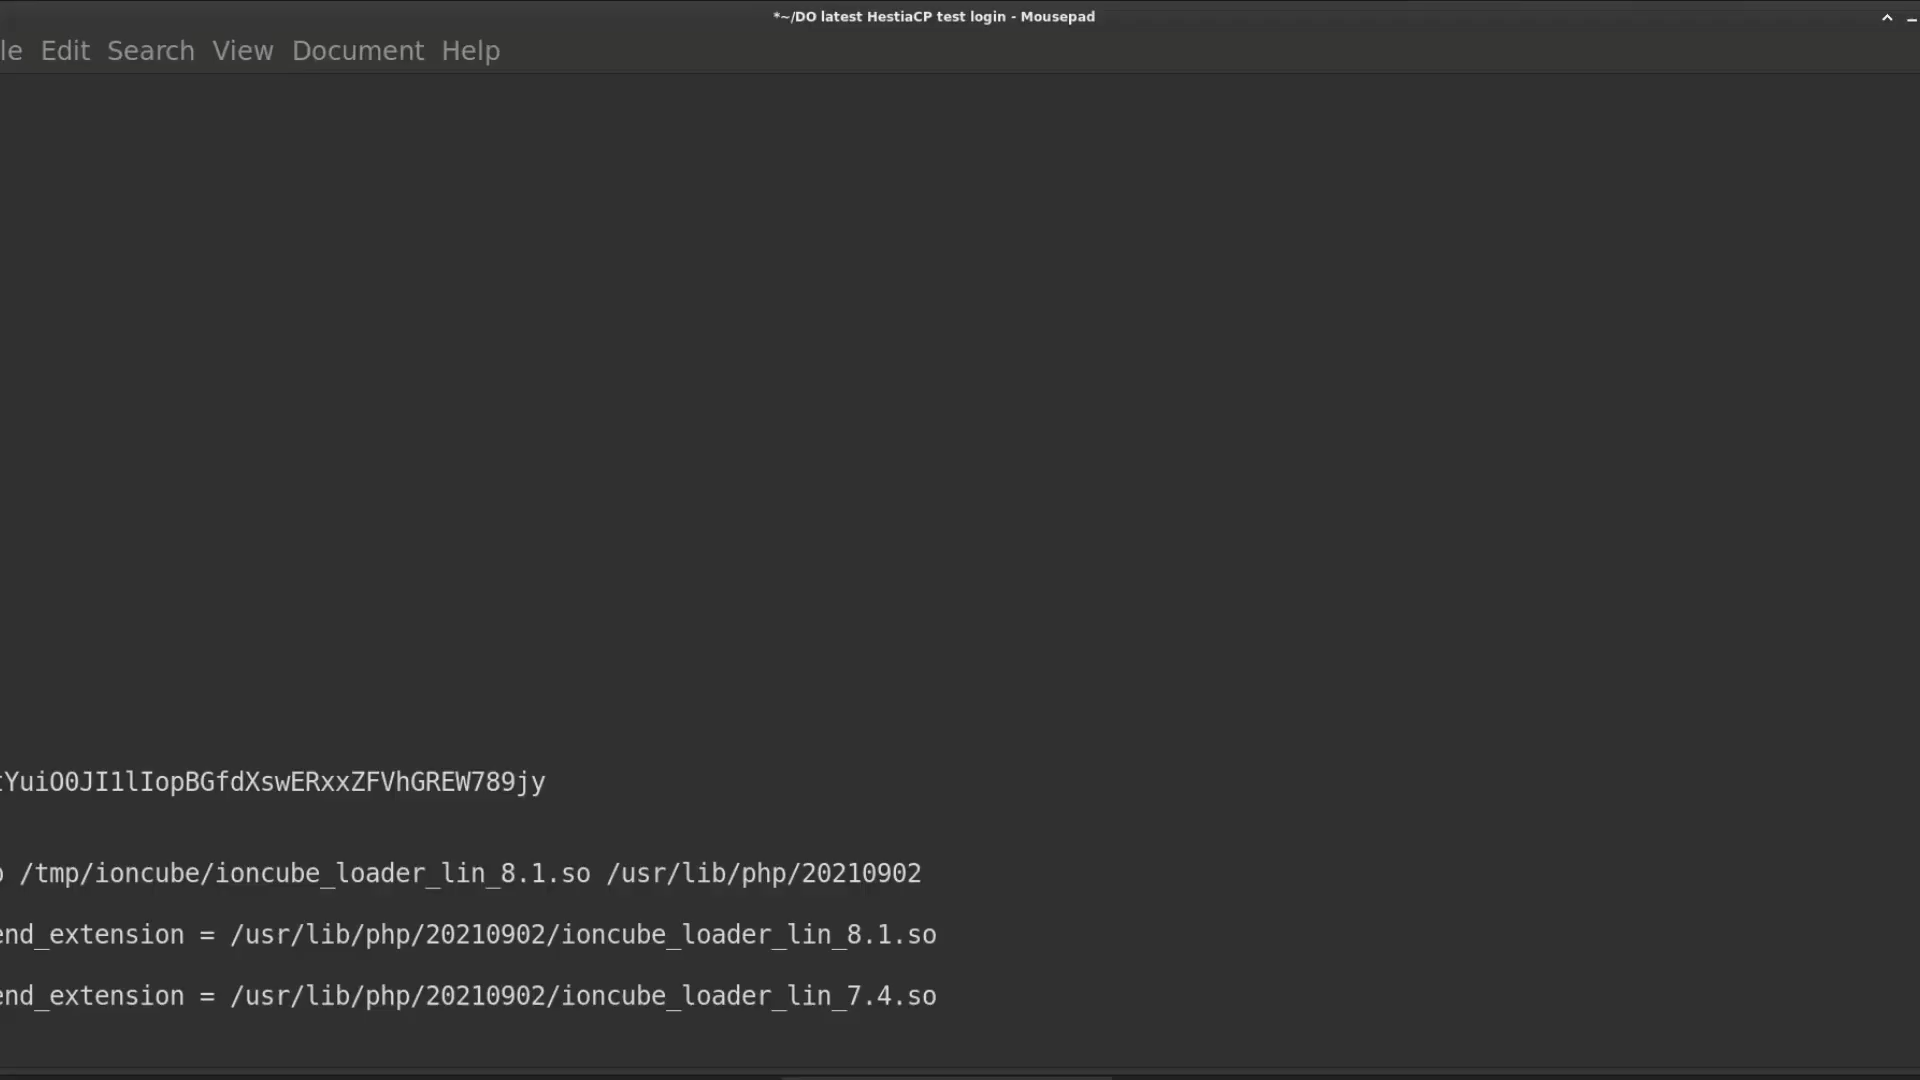 *~/DO latest HestiaCP test login - Mousepad
le Edit Search View Document Help
tYuiO0JI1lIopBGfdXswERxxZFVhGREW789jy
p /tmp/ioncube/ioncube_loader_lin_8.1.so /usr/lib/php/20210902
end_extension = /usr/lib/php/20210902/ioncube_loader_lin_8.1.so
end_extension = /usr/lib/php/20210902/ioncube_loader_lin_7.4.so